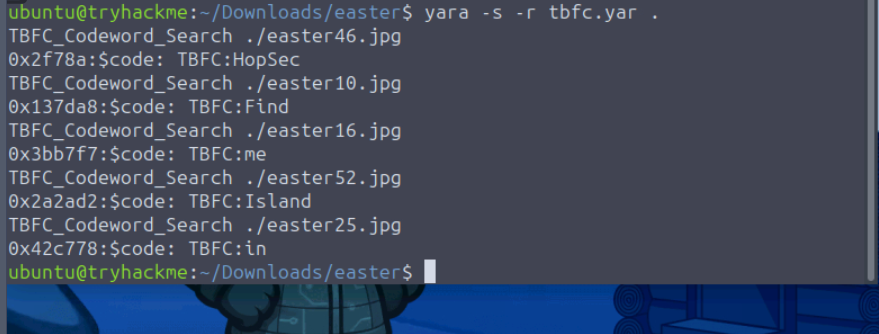 ubuntu@tryhackme:~/Downloads/easter$ yara -s -r tbfc.yar .
TBFC_Codeword_Search ./easter46.jpg
0x2f78a:$code: TBFC:HopSec
TBFC_Codeword_Search ./easter10.jpg
0x137da8:$code: TBFC:Find
TBFC_Codeword_Search ./easter16.jpg
0x3bb7f7:$code: TBFC:me
TBFC_Codeword_Search ./easter52.jpg
0x2a2ad2:$code: TBFC:Island
TBFC_Codeword_Search ./easter25.jpg
0x42c778:$code: TBFC:in
ubuntu@tryhackme:~/Downloads/easter$